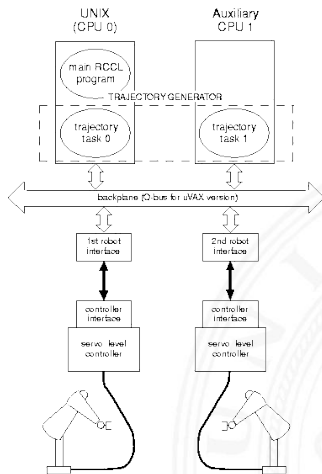 UNIX
(CPU 0)
Auxiliary
CPU 1
main RCCL
program
TRAJECTORY GENERATOR
trajectory
task 0
trajectory
task 1
backplane (Q-bus for uVAX version)
1st robot
interface
2nd robot
interface
controller
interface
controller
interface
servo level
controller
servo level
controller